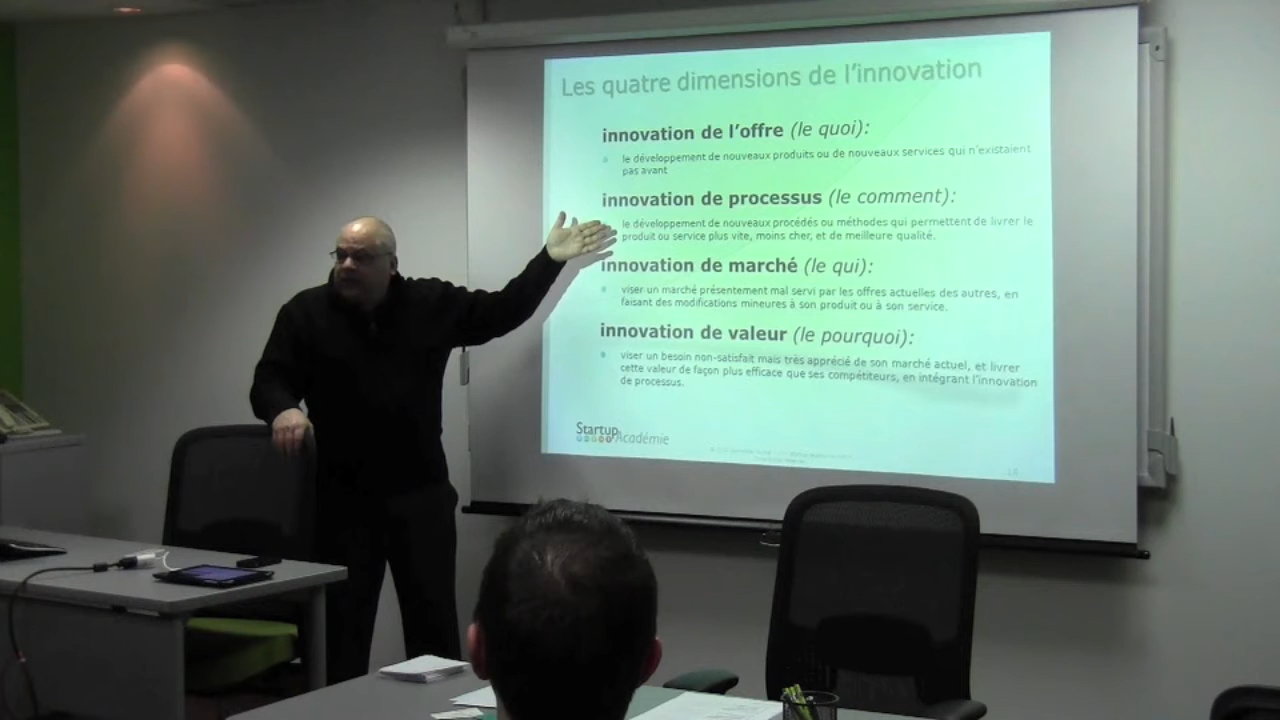 Les quatre dimensions de l'innovation
innovation de l'offre (le quoi):
le développement de nouveaux produits ou de nouveaux services qui n'existaient
pas avant
innovation de processus (le comment):
le développement de nouveaux procédés ou méthodes qui permettent de livrer le
produit ou service plus vite, moins cher, et de meilleure qualité.
innovation de marché (le qui):
viser un marché présentement mal servi par les offres actuelles des autres, en
faisant des modifications mineures à son produit ou à son service.
innovation de valeur (le pourquoi):
viser un besoin non-satisfait mais très apprécié de son marché actuel, et livrer
cette valeur de façon plus efficace que ses compétiteurs, en intégrant l'innovation
de processus.
Startup
Académie